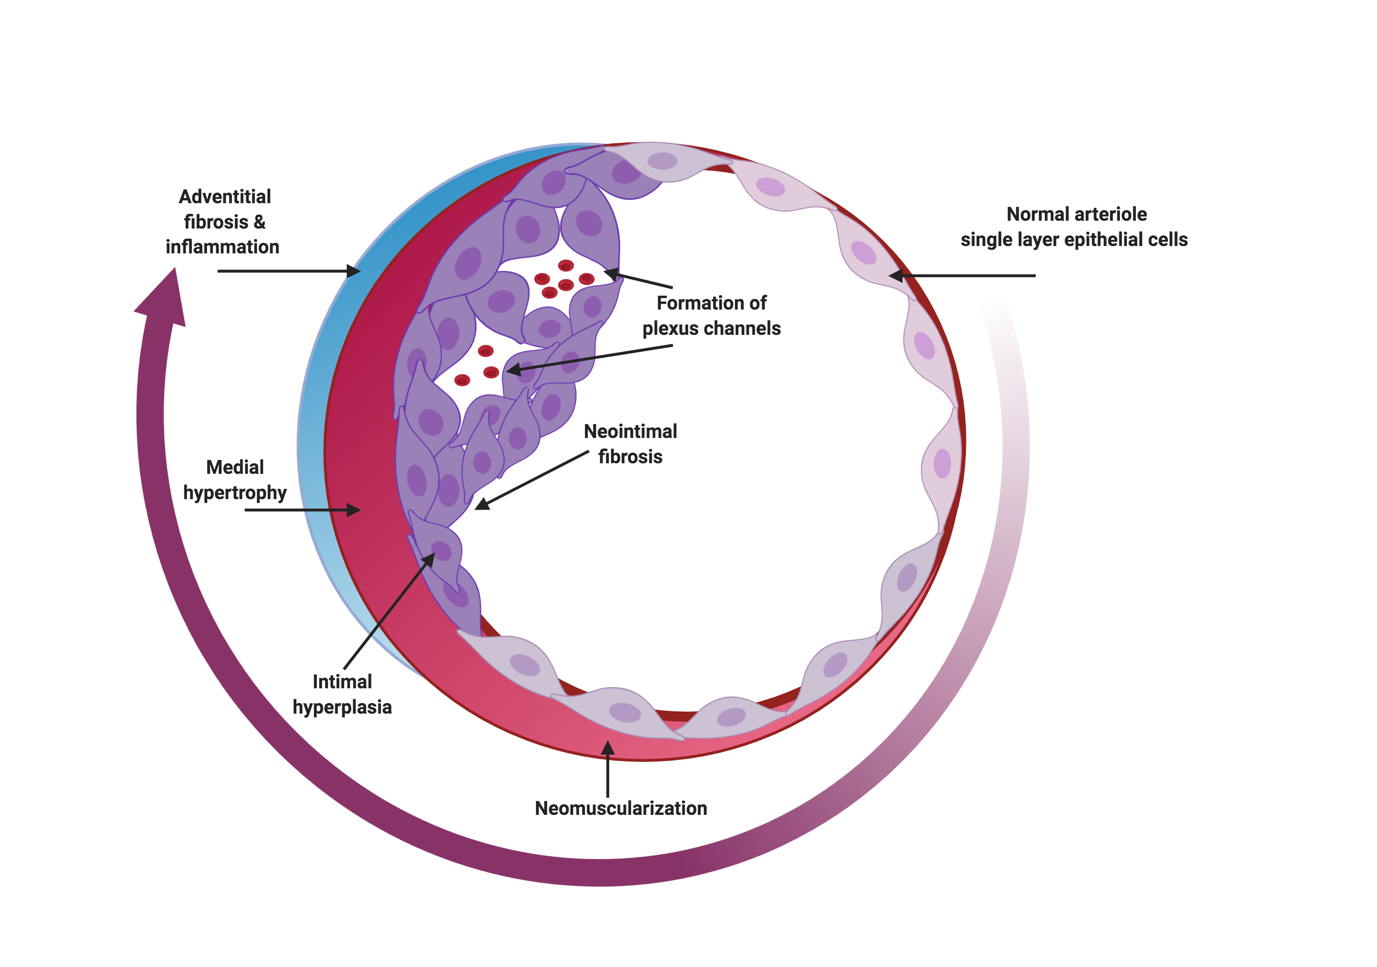 Adventitial
fibrosis &
inflammation
Normal arteriole
single layer epithelial cells
Formation of
plexus channels
Neointimal
fibrosis
Medial
hypertrophy
Intimal
hyperplasia
Neomuscularization